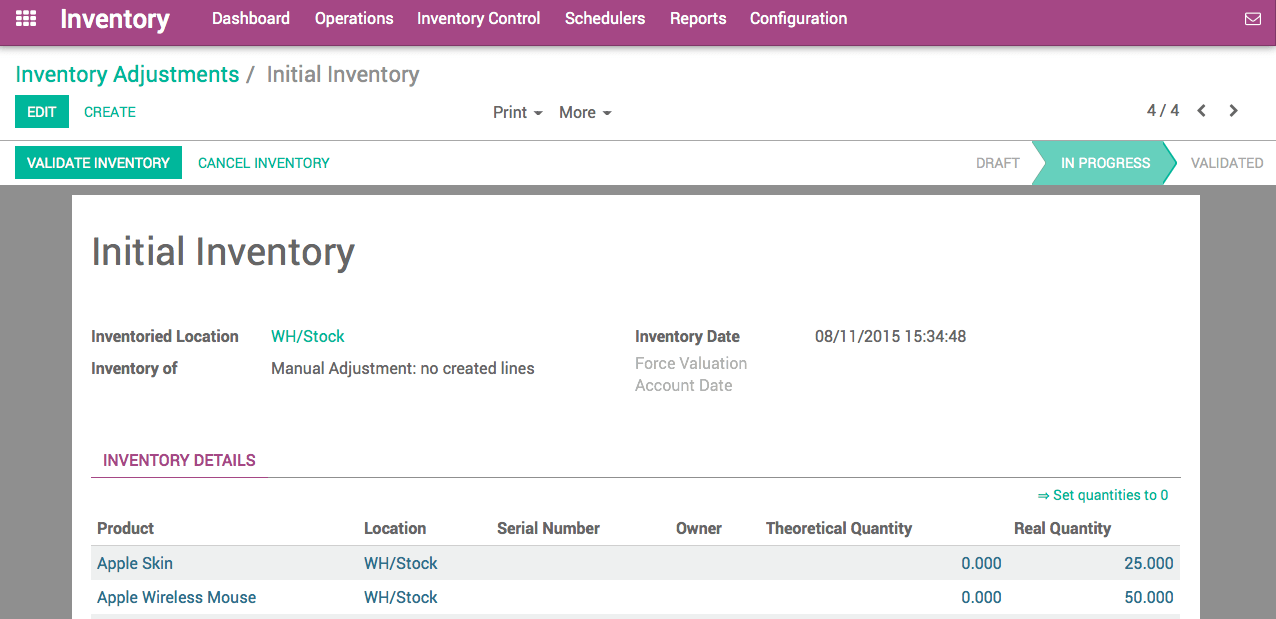 Inventory Dashboard Operations Inventory Control Schedulers Reports Configuration
Inventory Adjustments / Initial Inventory
EDIT CREATE Print More 4 / 4
VALIDATE INVENTORY CANCEL INVENTORY DRAFT IN PROGRESS VALIDATED
Initial Inventory
Inventoried Location WH/Stock Inventory Date 08/11/2015 15:34:48
Inventory of Manual Adjustment: no created lines Force Valuation
Account Date
INVENTORY DETAILS
⇒ Set quantities to 0
Product Location Serial Number Owner Theoretical Quantity Real Quantity
Apple Skin WH/Stock 0.000 25.000
Apple Wireless Mouse WH/Stock 0.000 50.000